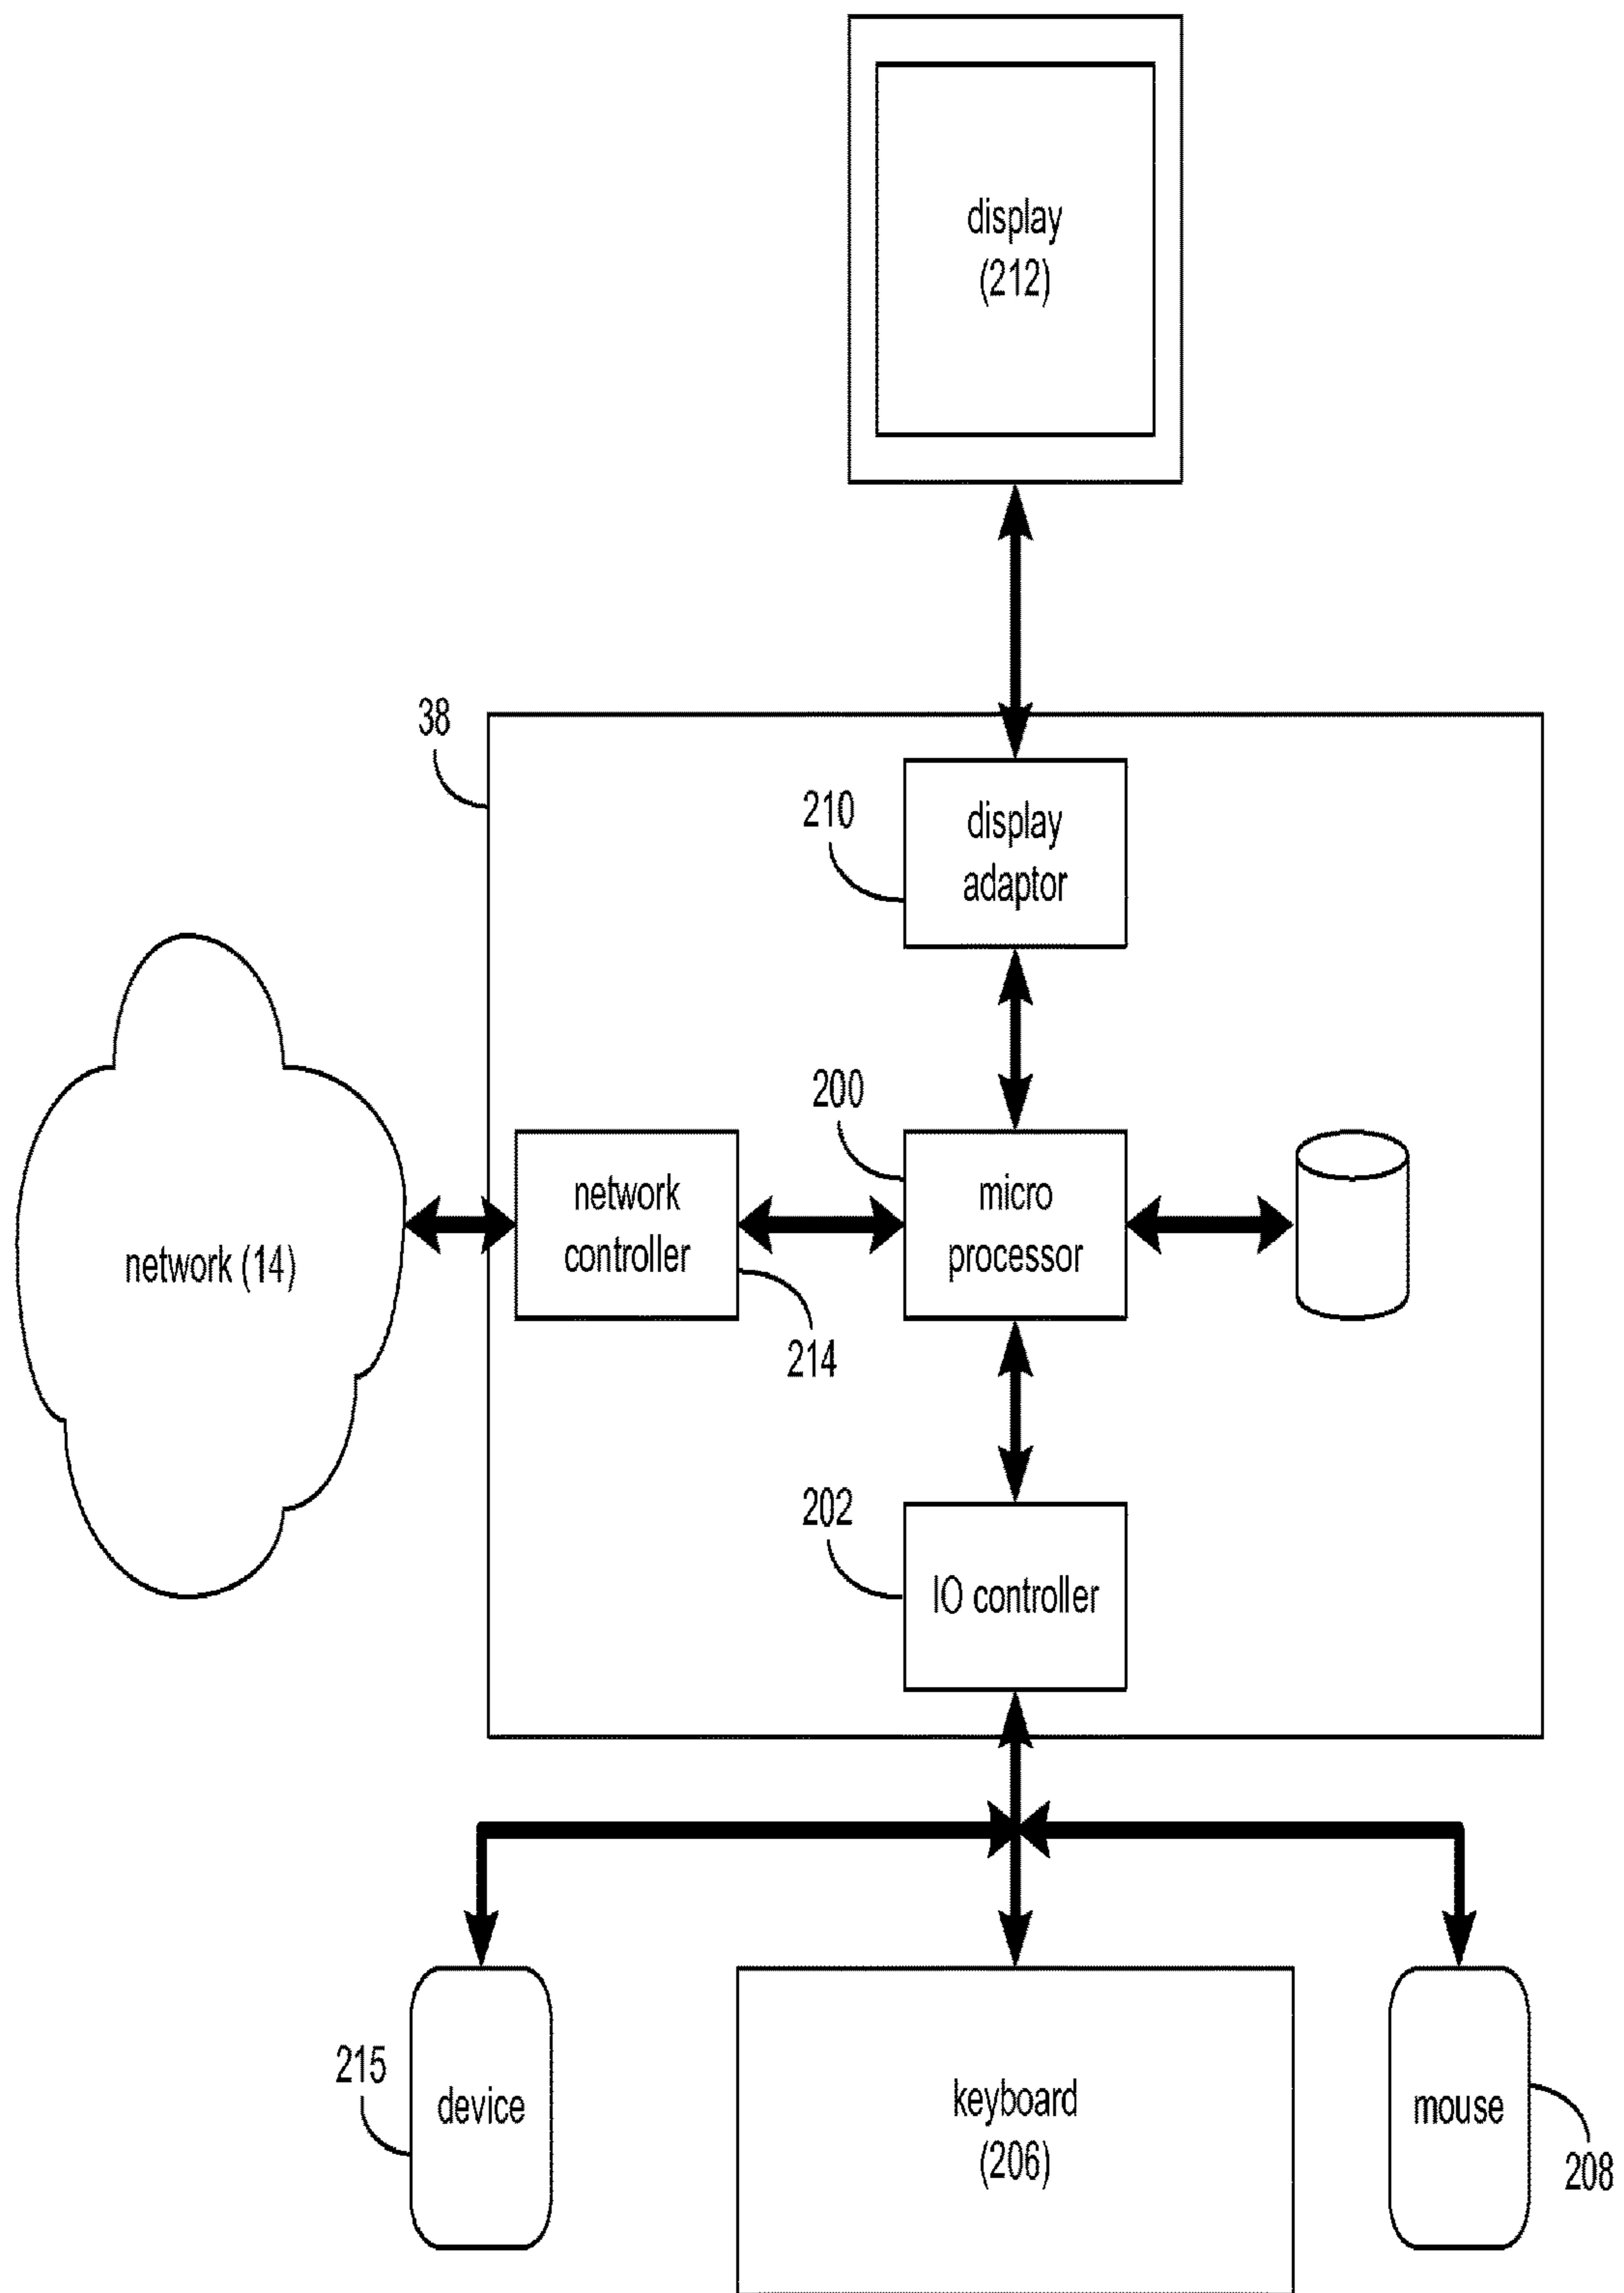 display
(212)
38
210
display
adaptor
200
network
controller
micro
processor
network (14)
214
202
IO controller
215
device
keyboard
(206)
mouse
208